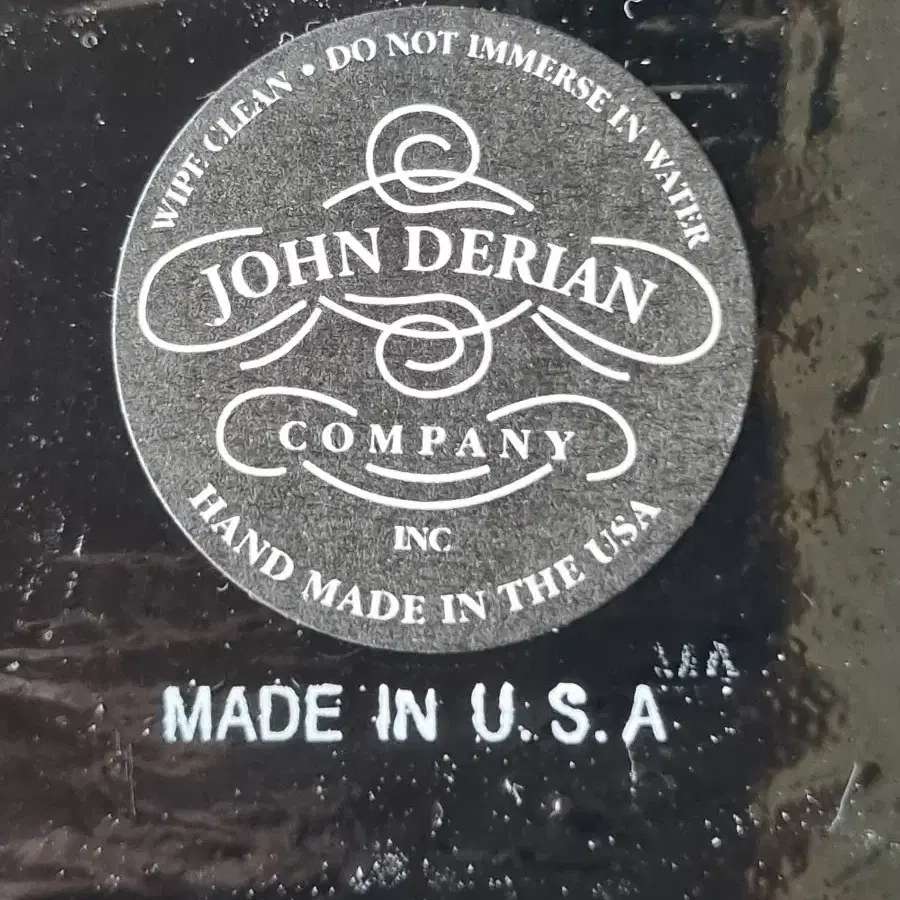 WIPE CLEAN • DO NOT IMMERSE IN WATER
JOHN DERIAN
COMPANY
INC
HAND MADE IN THE USA
MADE IN U.S.A